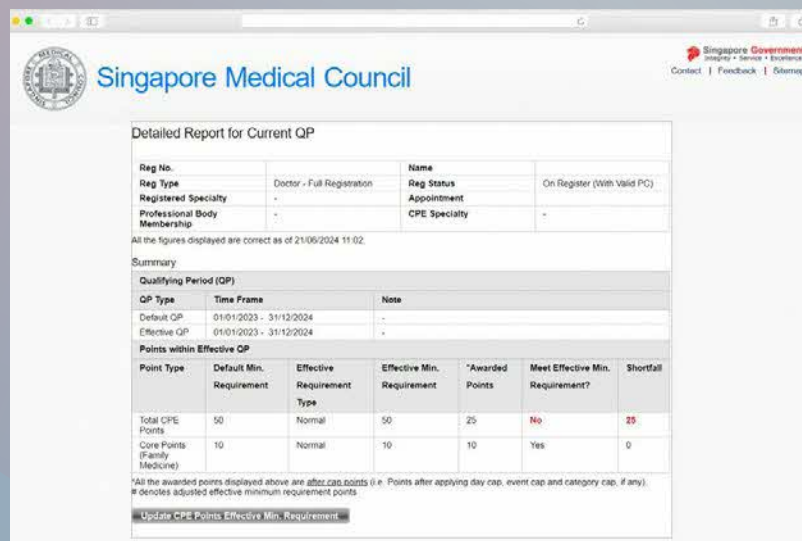 Singapore Medical Council
Singapore Government
Integrity • Service • Excellence
Contact | Feedback | Sitemap
Detailed Report for Current QP
Reg No. Name
Reg Type Doctor - Full Registration Reg Status On Register (With Valid PC)
Registered Specialty - Appointment
Professional Body Membership - CPE Specialty -
All the figures displayed are correct as of 21/06/2024 11:02.
Summary
Qualifying Period (QP)
QP Type Time Frame Note
Default QP 01/01/2023 - 31/12/2024 -
Effective QP 01/01/2023 - 31/12/2024 -
Points within Effective QP
Point Type Default Min. Requirement Effective Requirement Type Effective Min. Requirement *Awarded Points Meet Effective Min. Requirement? Shortfall
Total CPE Points 50 Normal 50 25 No 25
Core Points (Family Medicine) 10 Normal 10 10 Yes 0
*All the awarded points displayed above are after cap points (i.e. Points after applying day cap, event cap and category cap, if any).
# denotes adjusted effective minimum requirement points
Update CPE Points Effective Min. Requirement